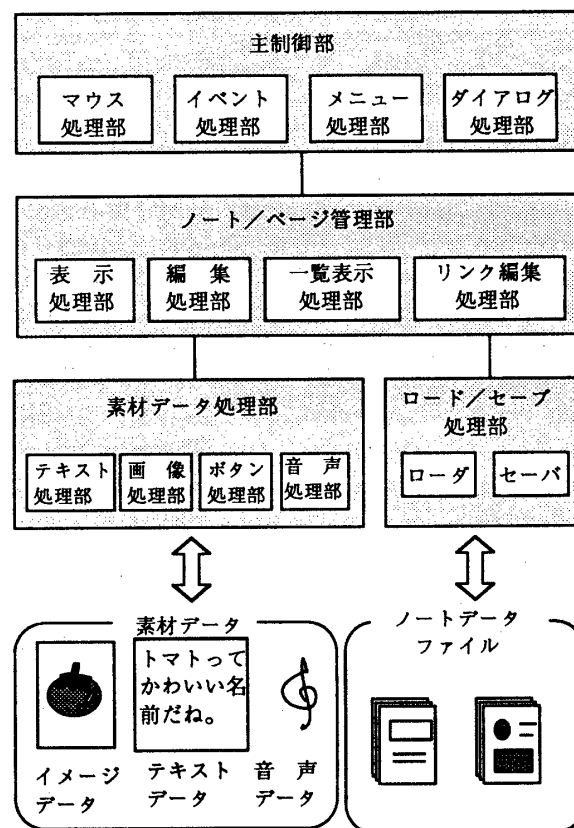 主制御部
マウス
処理部
イベント
処理部
メニュー
処理部
ダイアログ
処理部
ノート／ページ管理部
表 示
処理部
編 集
処理部
一覧表示
処理部
リンク編集
処理部
素材データ処理部
テキスト
処理部
画 像
処理部
ボタン
処理部
音 声
処理部
ロード／セーブ
処理部
ローダ
セーバ
素材データ
トマトって
かわいい名
前だね。
イメージ
データ
テキスト
データ
音 声
データ
ノートデータ
ファイル